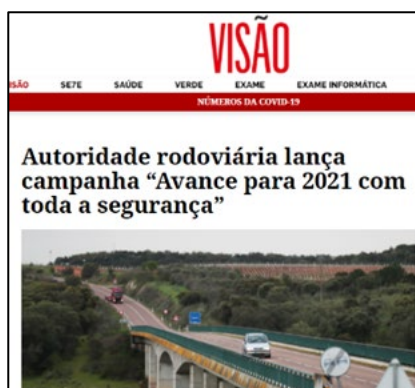 VISÃO
ISÃO SE7E SAÚDE VERDE EXAME EXAME INFORMÁTICA
NÚMEROS DA COVID-19
Autoridade rodoviária lança
campanha “Avance para 2021 com
toda a segurança”